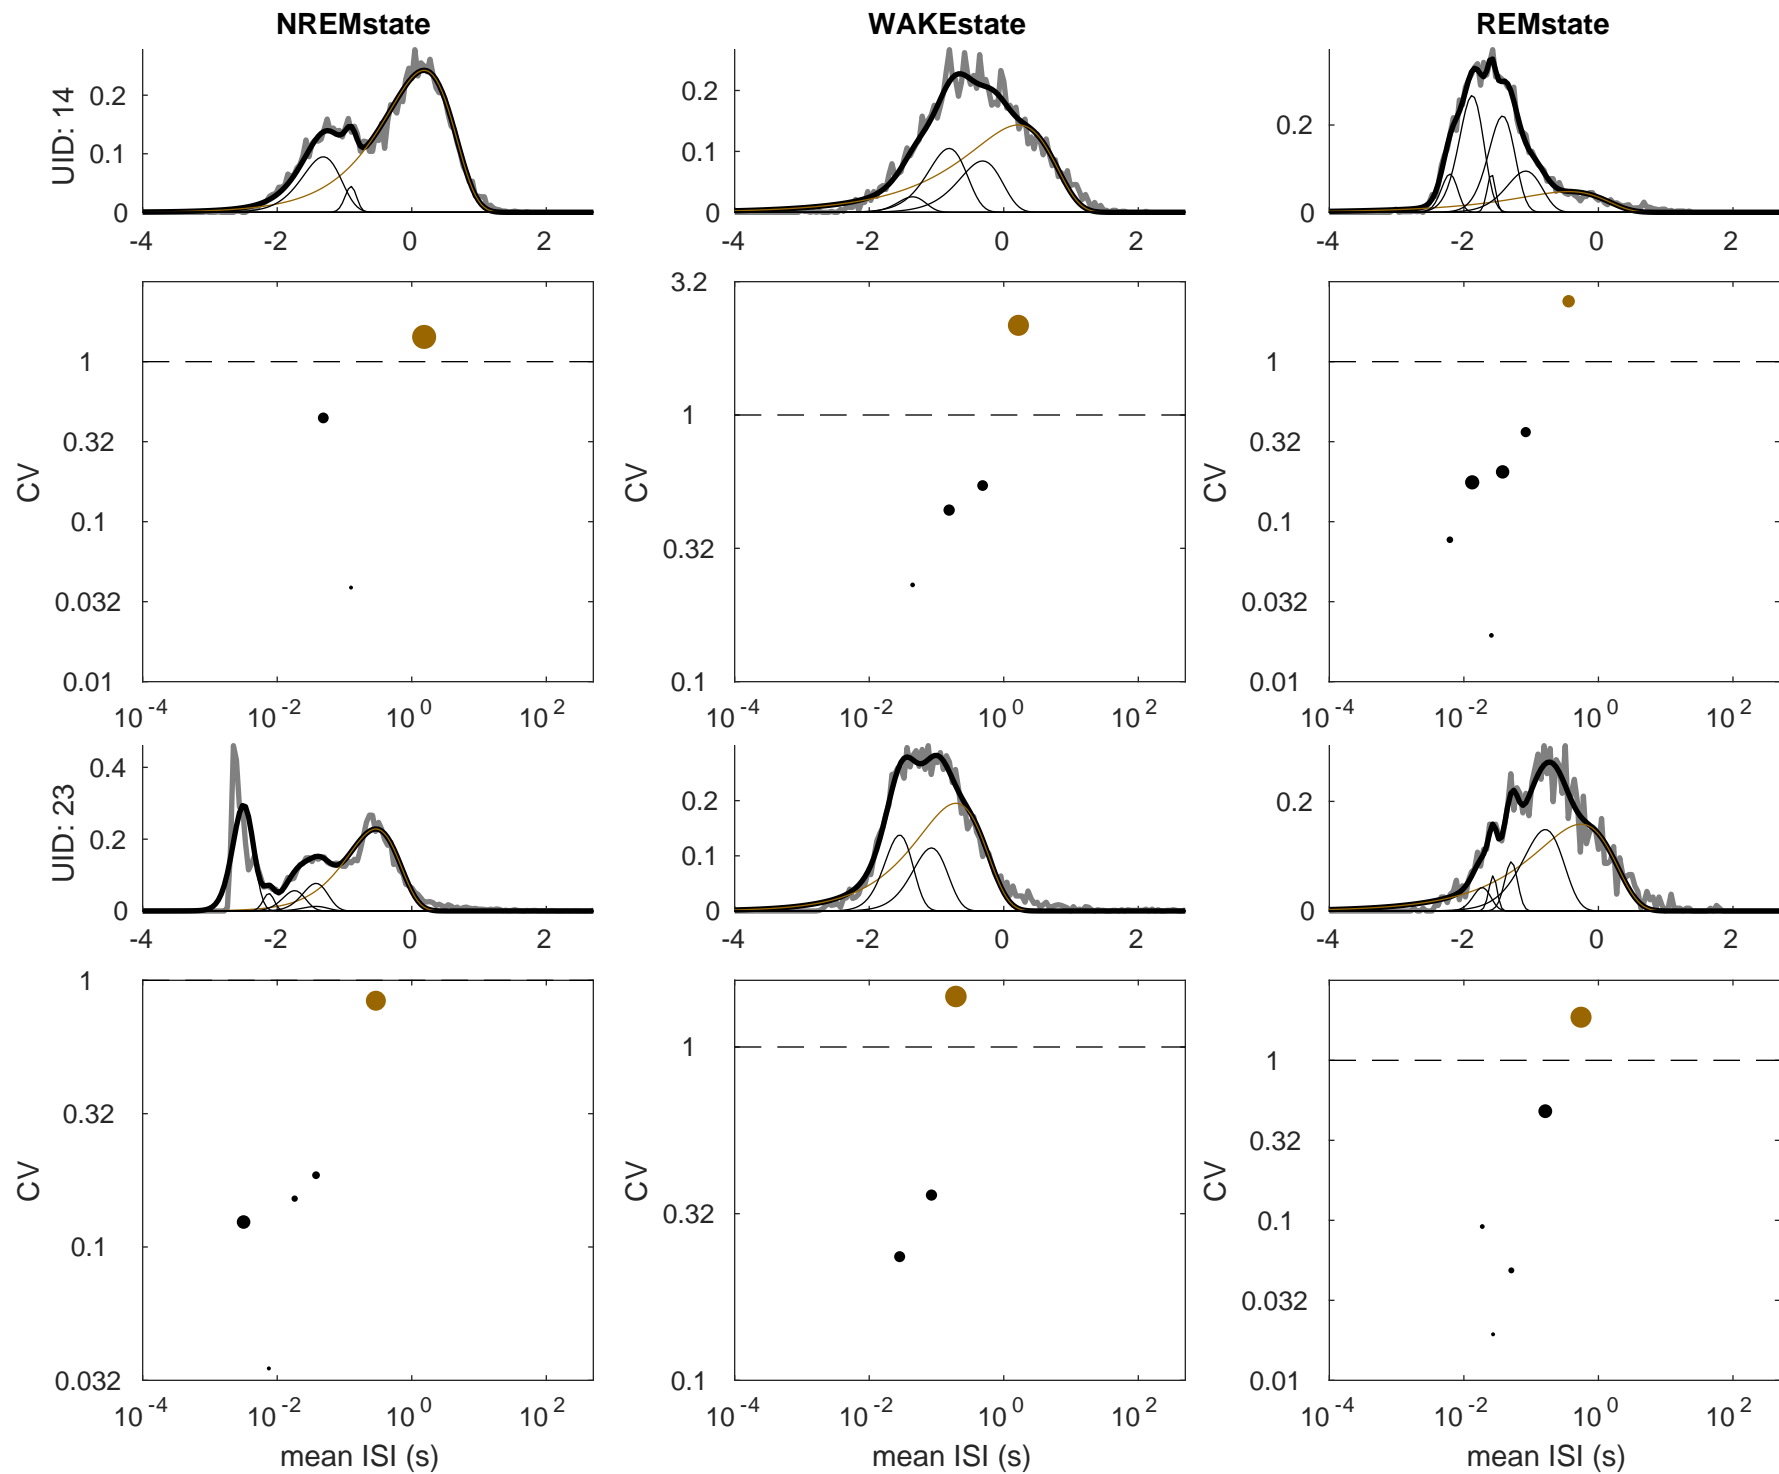 NREMstate WAKEstate REMstate
UID: 14
0.2 0.2 0.2
0.1 0.1
0 0 0
-4 -2 0 2 -4 -2 0 2 -4 -2 0 2
CV 1 0.32 0.1 0.032 0.01
CV 3.2 1 0.32 0.1
CV 1 0.32 0.1 0.032 0.01
10^-4 10^-2 10^0 10^2 10^-4 10^-2 10^0 10^2 10^-4 10^-2 10^0 10^2
UID: 23
0.4 0.2 0
0.2 0.1 0
0.2 0
-4 -2 0 2 -4 -2 0 2 -4 -2 0 2
CV 1 0.32 0.1 0.032
CV 1 0.32 0.1
CV 1 0.32 0.1 0.032 0.01
10^-4 10^-2 10^0 10^2 10^-4 10^-2 10^0 10^2 10^-4 10^-2 10^0 10^2
mean ISI (s) mean ISI (s) mean ISI (s)